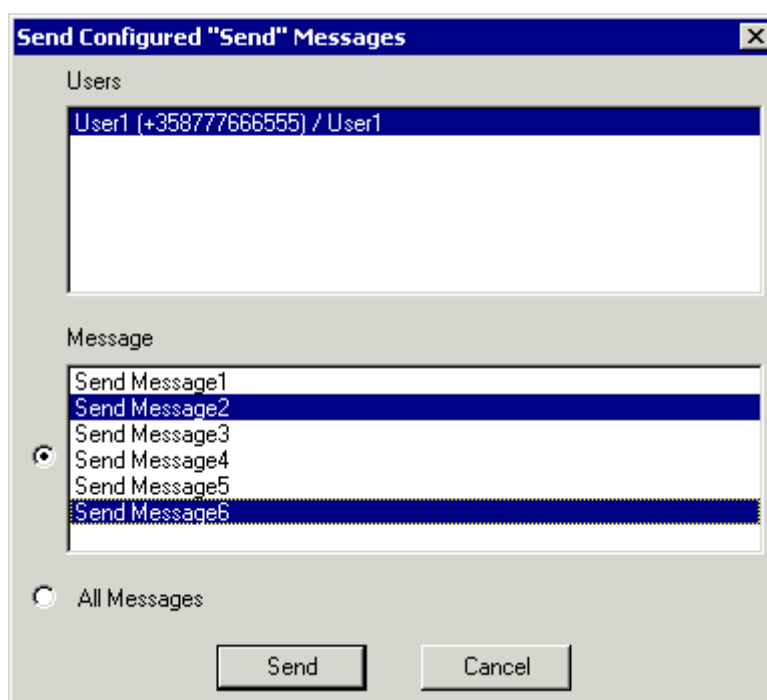 Send Configured "Send" Messages
Users
User1 (+358777666555) / User1
Message
Send Message1
Send Message2
Send Message3
Send Message4
Send Message5
Send Message6
All Messages
Send Cancel